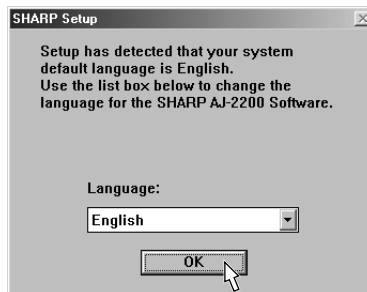 SHARP Setup
Setup has detected that your system
default language is English.
Use the list box below to change the
language for the SHARP AJ-2200 Software.
Language:
English
OK